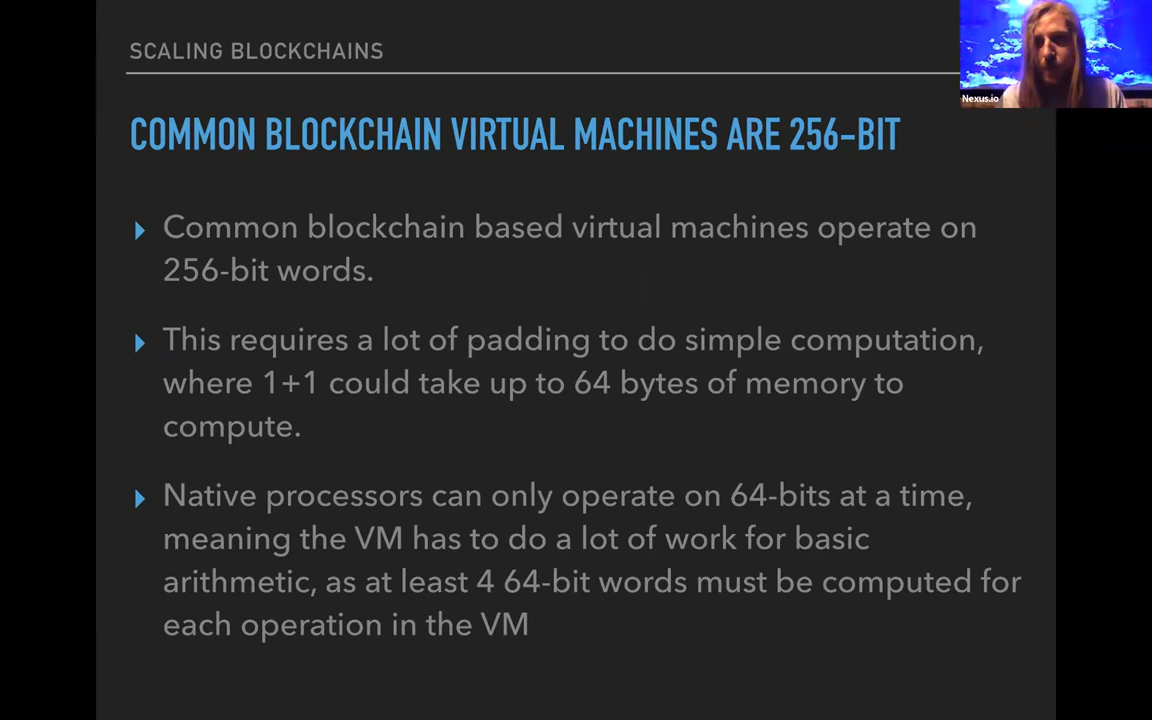 SCALING BLOCKCHAINS
Nexus.io
COMMON BLOCKCHAIN VIRTUAL MACHINES ARE 256-BIT
Common blockchain based virtual machines operate on
256-bit words.
This requires a lot of padding to do simple computation,
where 1+1 could take up to 64 bytes of memory to
compute.
Native processors can only operate on 64-bits at a time,
meaning the VM has to do a lot of work for basic
arithmetic, as at least 4 64-bit words must be computed for
each operation in the VM